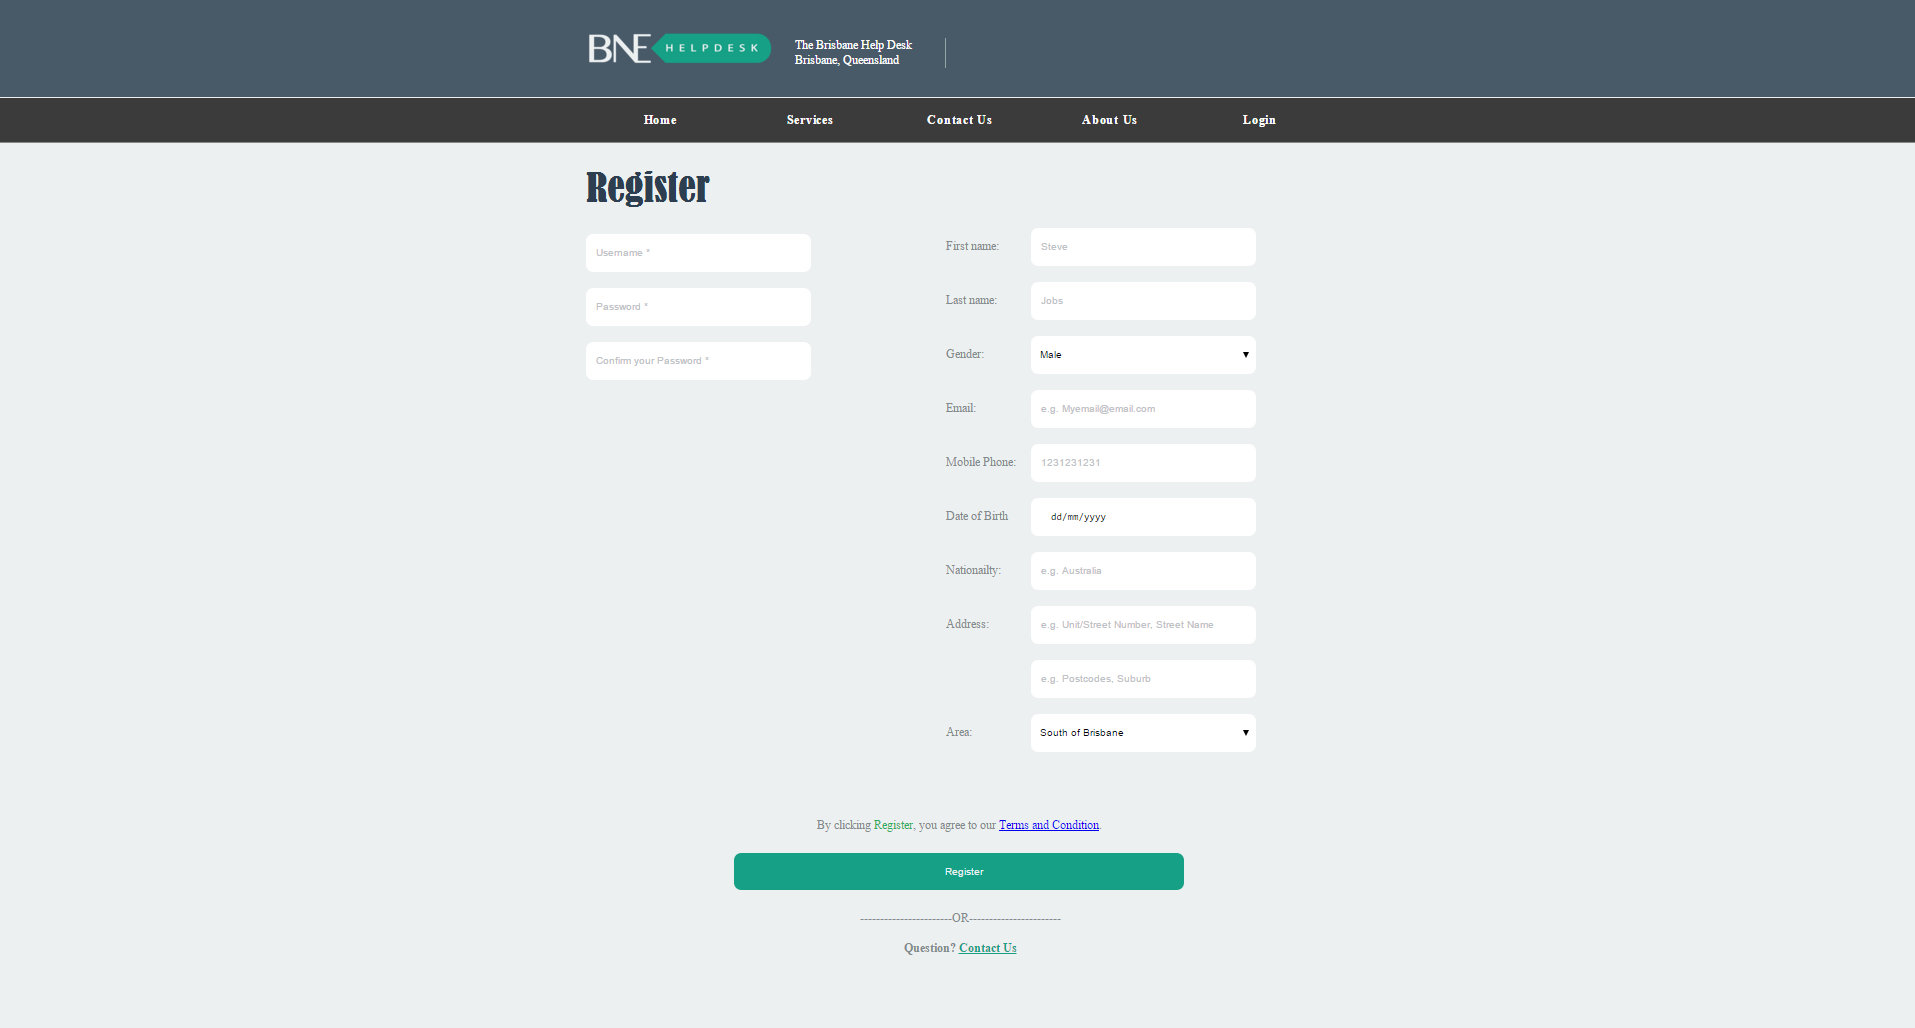 BNE HELPDESK
The Brisbane Help Desk
Brisbane, Queensland
Home Services Contact Us About Us Login
Register
Username *
Password *
Confirm your Password *
First name: Steve
Last name: Jobs
Gender: Male
Email: e.g. Myemail@email.com
Mobile Phone: 1231231231
Date of Birth dd/mm/yyyy
Nationailty: e.g. Australia
Address: e.g. Unit/Street Number, Street Name
e.g. Postcodes, Suburb
Area: South of Brisbane
By clicking Register, you agree to our Terms and Condition.
Register
-----------------------OR-----------------------
Question? Contact Us